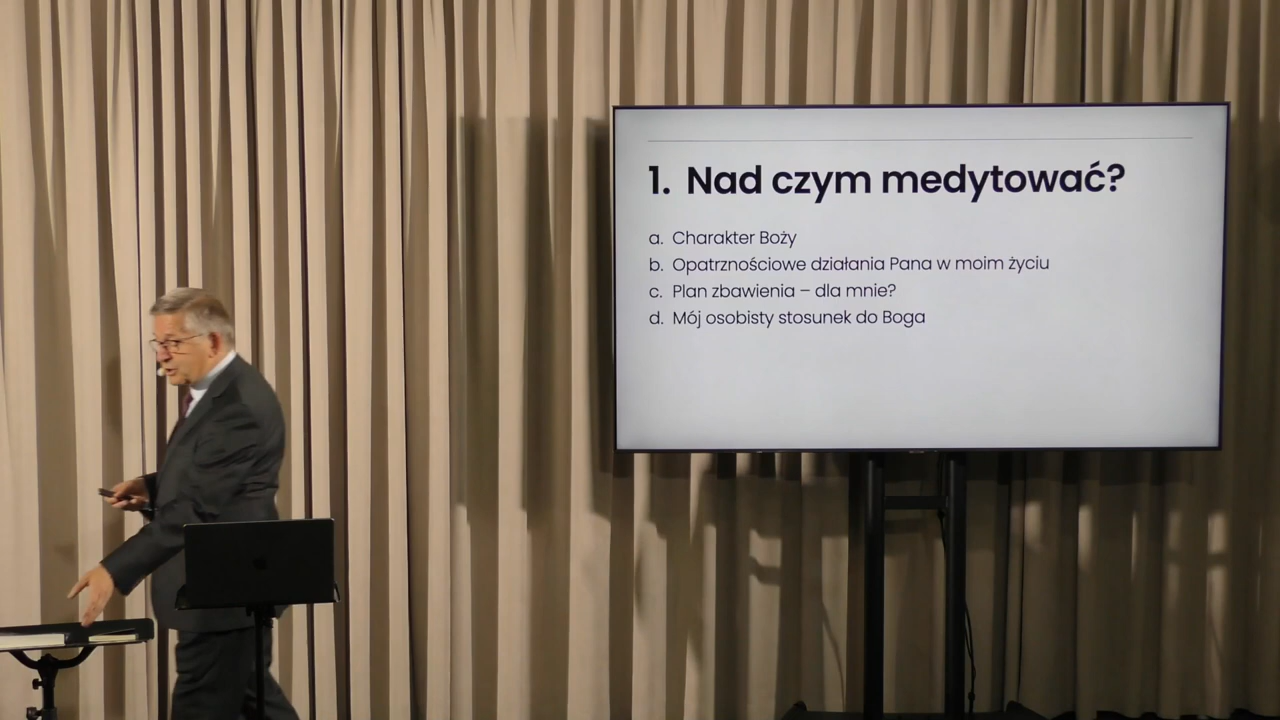 1. Nad czym medytować?
a. Charakter Boży
b. Opatrznościowe działania Pana w moim życiu
c. Plan zbawienia – dla mnie?
d. Mój osobisty stosunek do Boga